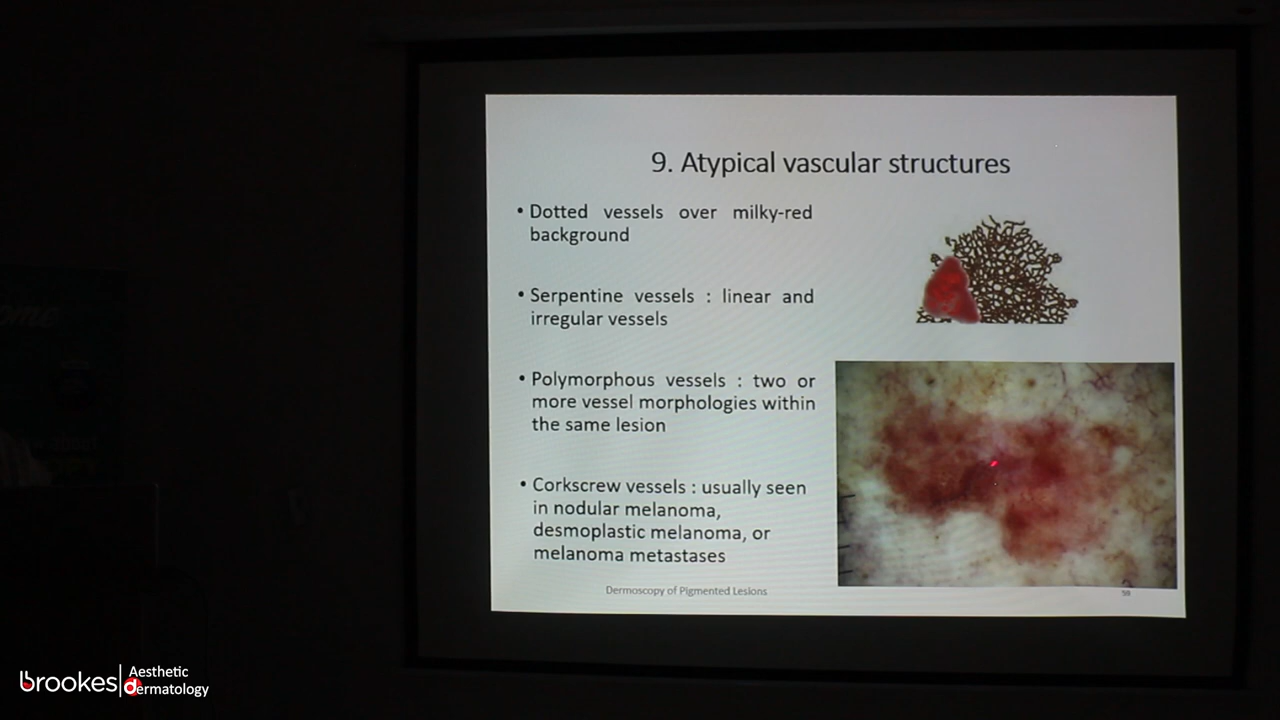 9. Atypical vascular structures
• Dotted vessels over milky-red
background
• Serpentine vessels : linear and
irregular vessels
• Polymorphous vessels : two or
more vessel morphologies within
the same lesion
• Corkscrew vessels : usually seen
in nodular melanoma,
desmoplastic melanoma, or
melanoma metastases
Dermoscopy of Pigmented Lesions
brookes
Aesthetic
dermatology